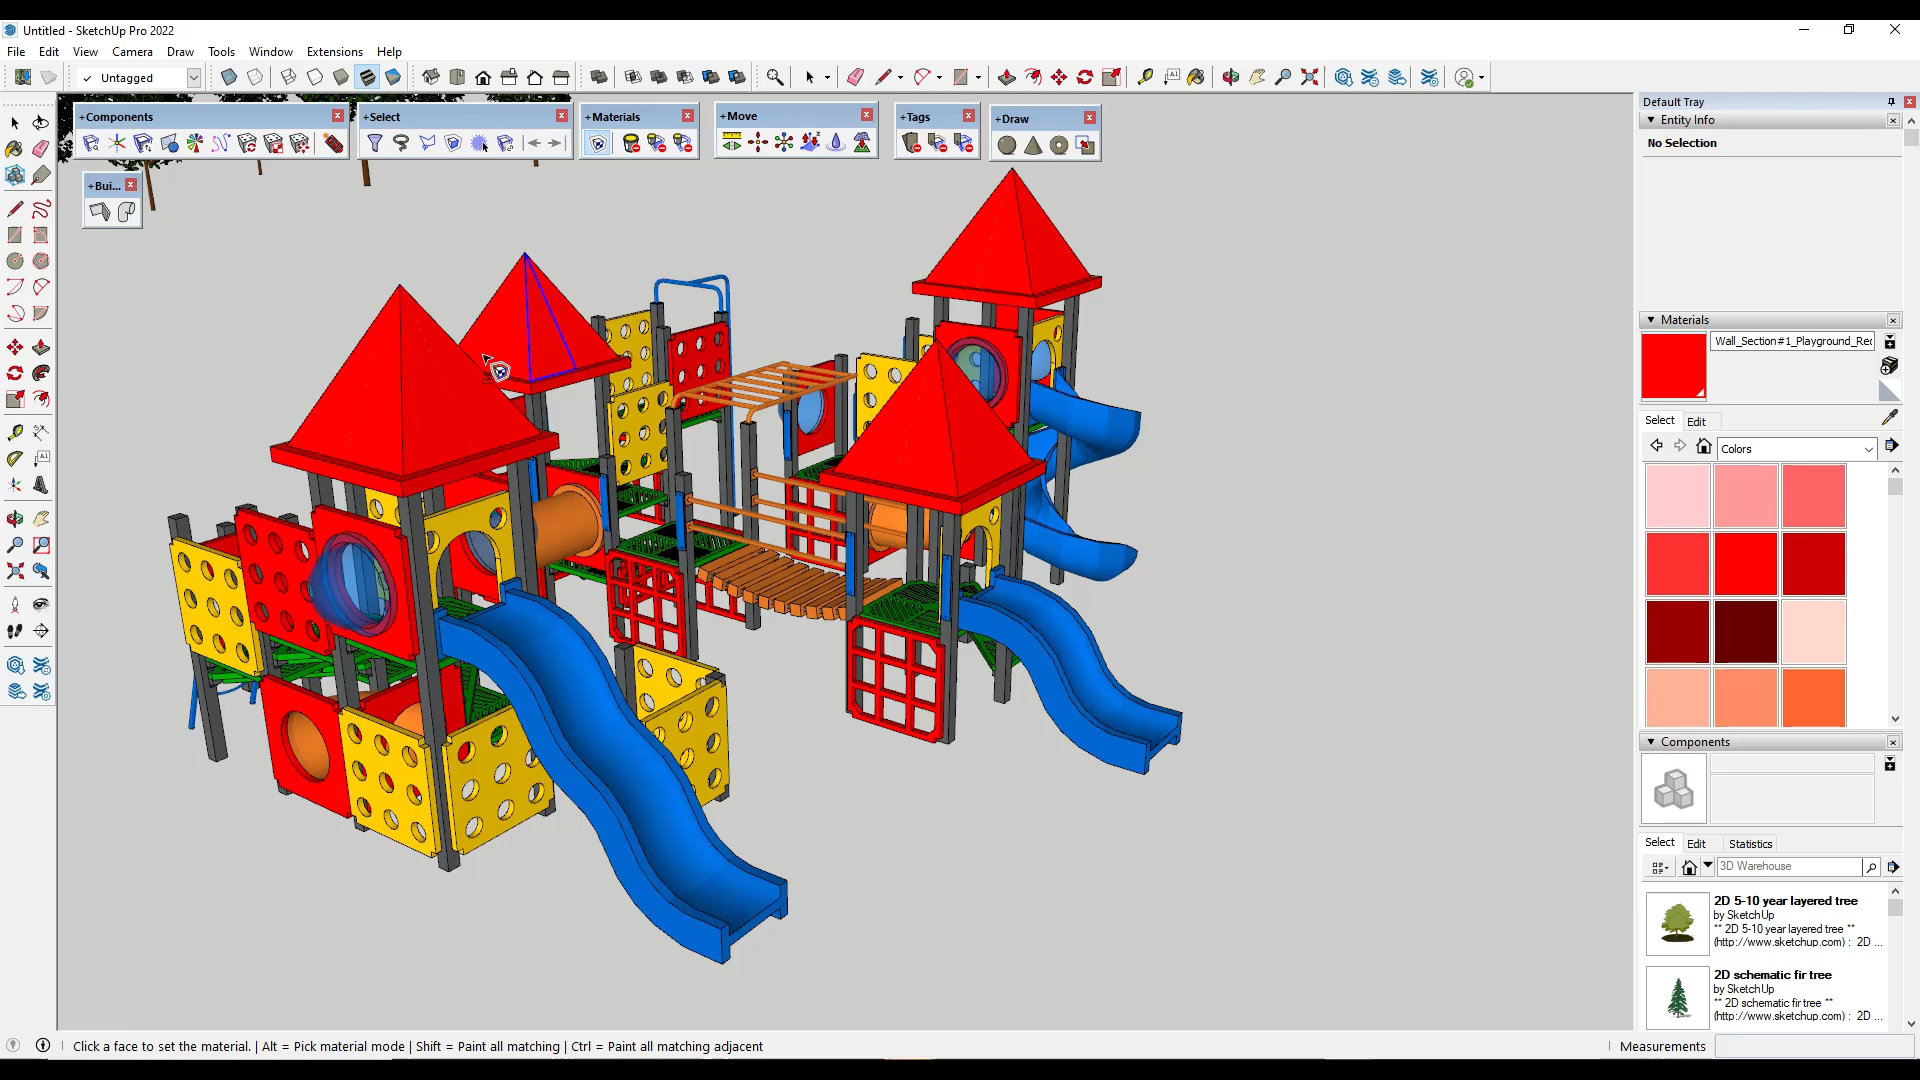 Untitled - SketchUp Pro 2022
File Edit View Camera Draw Tools Window Extensions Help
Untagged
+Components
+Select
+Materials
+Move
+Tags
+Draw
+Bui...
Default Tray
Entity Info
No Selection
Materials
Wall_Section#1_Playground_Rec
Select Edit
Colors
Components
Select Edit Statistics
3D Warehouse
2D 5-10 year layered tree
by SketchUp
** 2D 5-10 year layered tree **
(http://www.sketchup.com) : 2D ...
2D schematic fir tree
by SketchUp
** 2D schematic fir tree **
(http://www.sketchup.com) : 2D ...
Click a face to set the material. | Alt = Pick material mode | Shift = Paint all matching | Ctrl = Paint all matching adjacent
Measurements